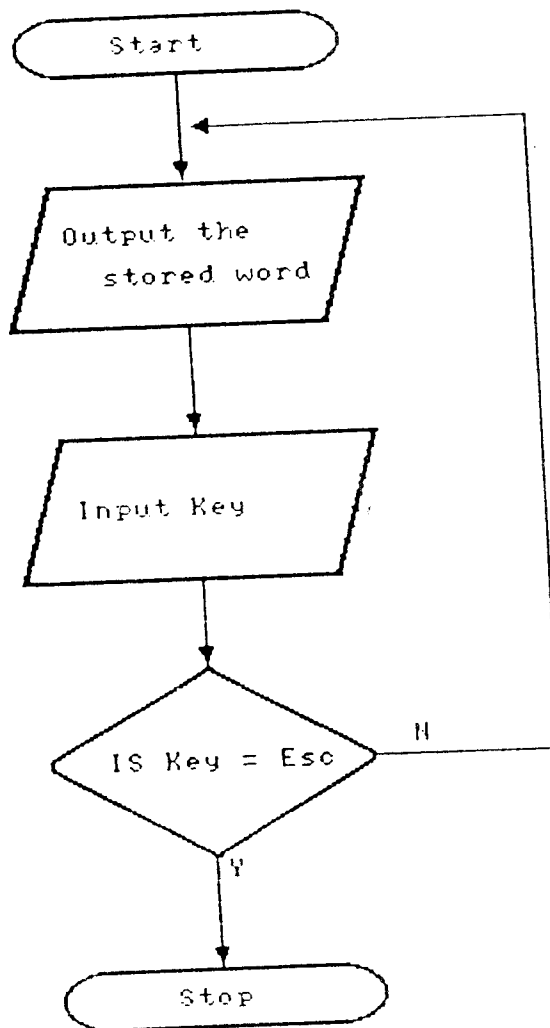 Start
Output the
stored word
Input Key
IS Key = Esc
N
Y
Stop